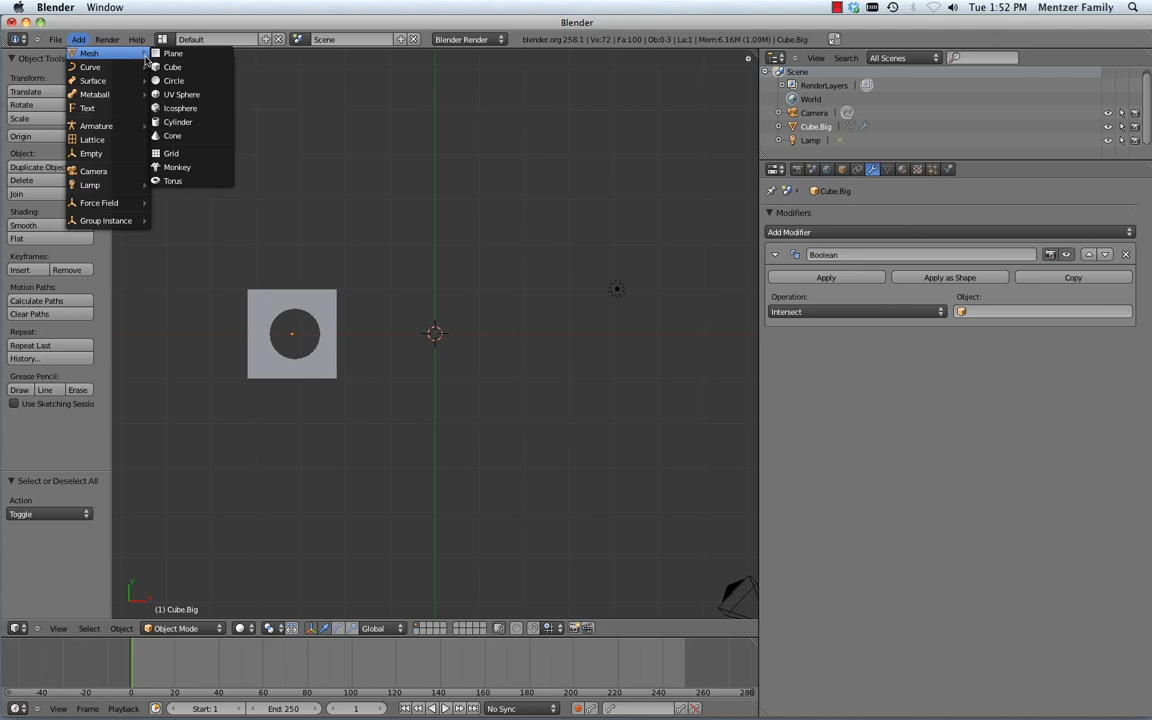 Blender Window Tue 1:52 PM Mentzer Family
Blender
File Add Render Help Default Scene Blender Render blender.org 258.1 | Ve:72 | Fa:100 | Ob:0-3 | La:1 | Mem:6.16M (1.09M) | Cube.Big
Object Tools
Transform:
Translate
Rotate
Scale
Origin
Object:
Duplicate Objec
Delete
Join
Shading:
Smooth
Flat
Keyframes:
Insert Remove
Motion Paths:
Calculate Paths
Clear Paths
Repeat:
Repeat Last
History...
Grease Pencil:
Draw Line Erase
Use Sketching Sessio
Select or Deselect All
Action
Toggle
Mesh
Curve
Surface
Metaball
Text
Armature
Lattice
Empty
Camera
Lamp
Force Field
Group Instance
Plane
Cube
Circle
UV Sphere
Icosphere
Cylinder
Cone
Grid
Monkey
Torus
(1) Cube.Big
View Select Object Object Mode Global
-40 -20 0 20 40 60 80 100 120 140 160 180 200 220 240 260 280
View Frame Playback Start: 1 End: 250 1 No Sync
View Search All Scenes
Scene
RenderLayers
World
Camera
Cube.Big
Lamp
Cube.Big
Modifiers
Add Modifier
Boolean
Apply Apply as Shape Copy
Operation: Object:
Intersect